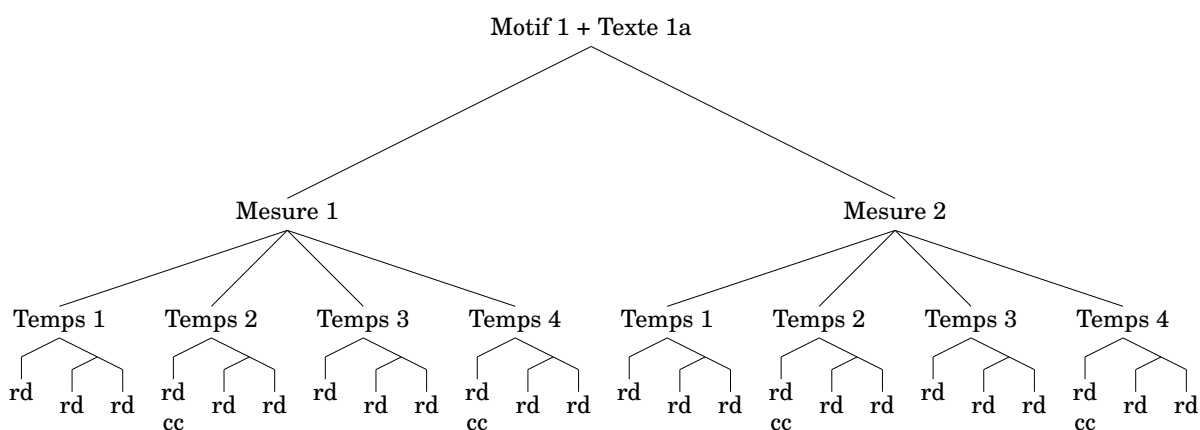 Motif 1 + Texte 1a
Mesure 1 Mesure 2
Temps 1 Temps 2 Temps 3 Temps 4 Temps 1 Temps 2 Temps 3 Temps 4
rd rd rd rd rd rd rd rd
rd rd rd rd rd rd rd rd rd rd rd rd rd rd rd rd
cc cc cc cc